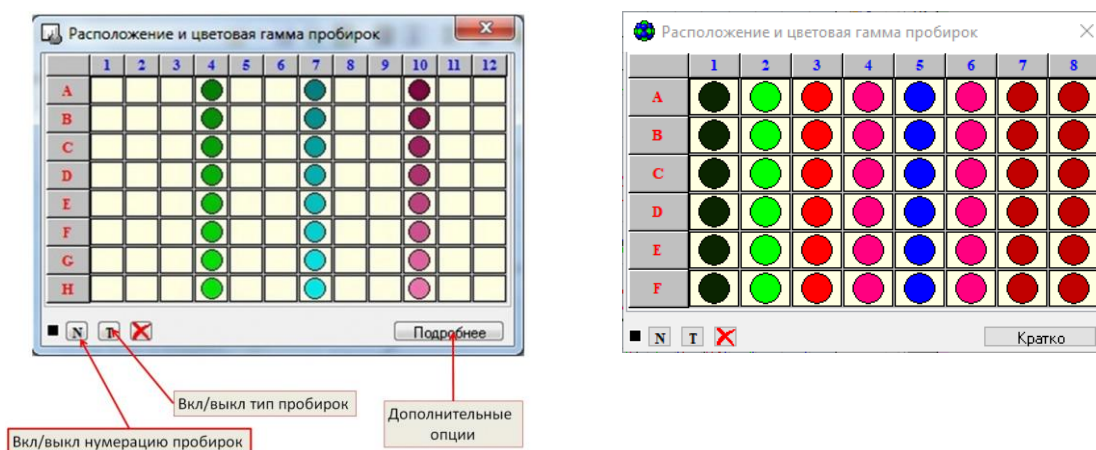 Расположение и цветовая гамма пробирок
1 2 3 4 5 6 7 8 9 10 11 12
A
B
C
D
E
F
G
H
N T Подробнее
Вкл/выкл тип пробирок
Вкл/выкл нумерацию пробирок
Дополнительные
опции
Расположение и цветовая гамма пробирок
1 2 3 4 5 6 7 8
A
B
C
D
E
F
N T Кратко